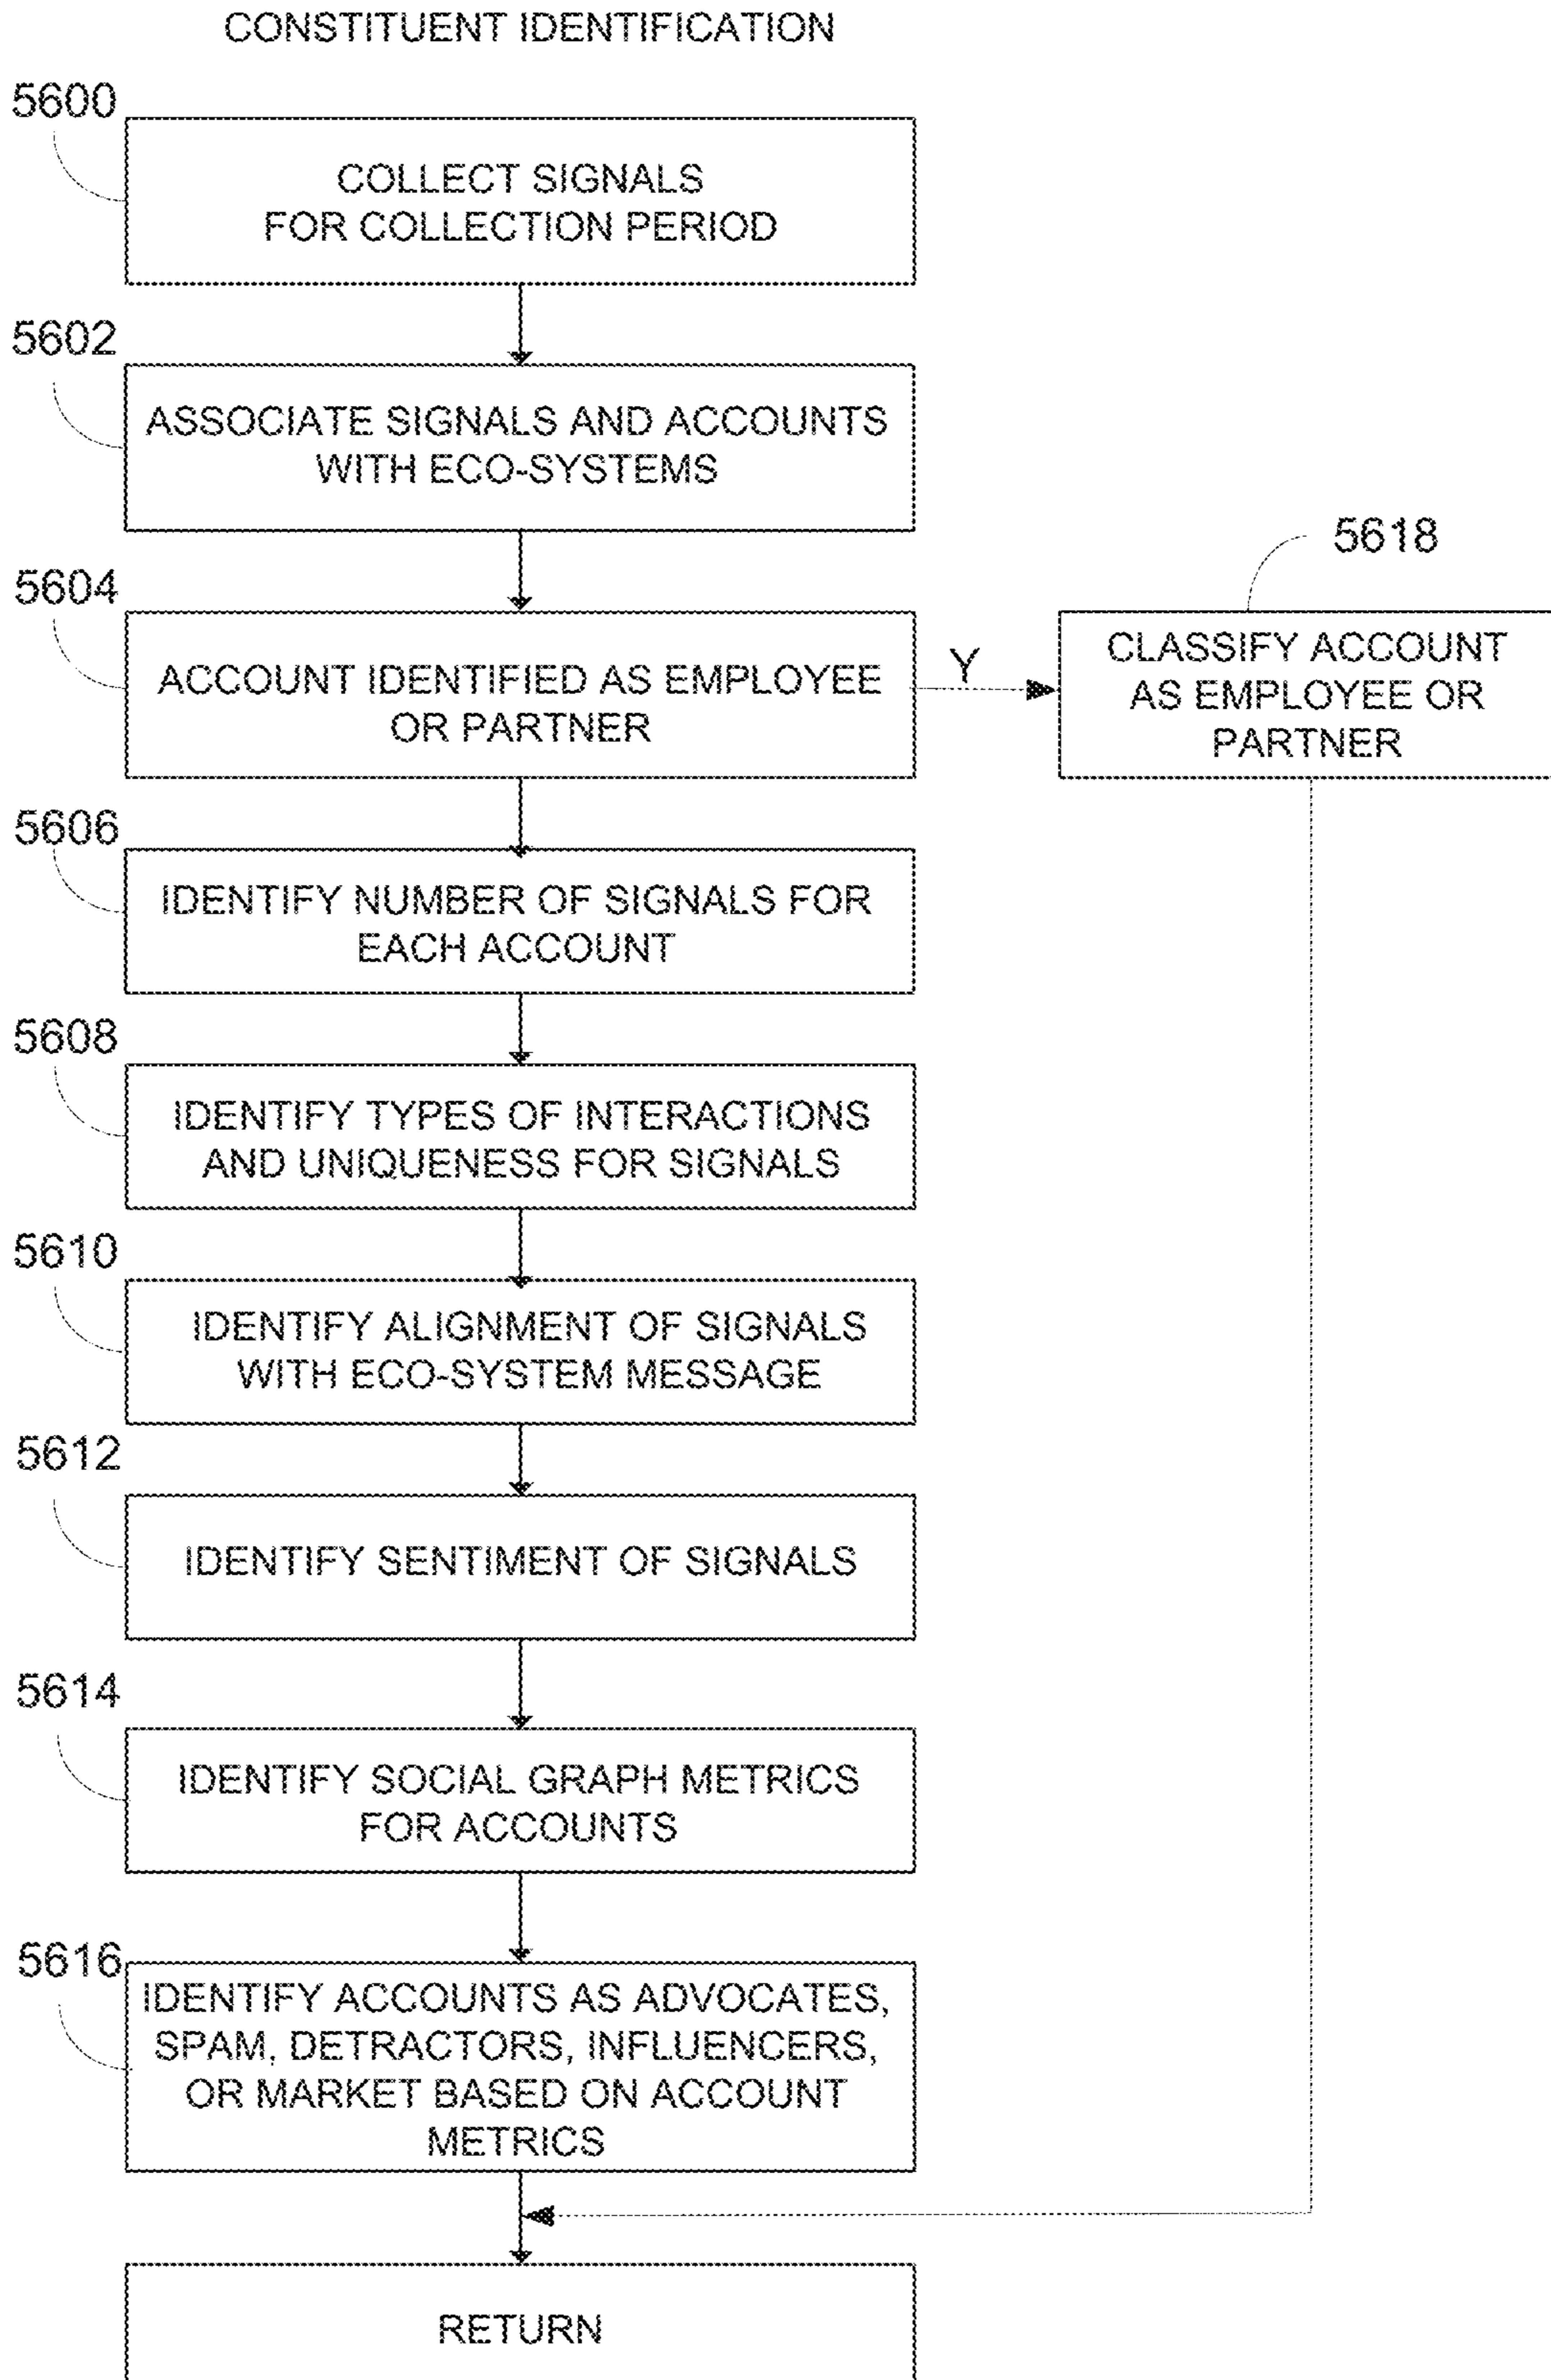 CONSTITUENT IDENTIFICATION
5600
COLLECT SIGNALS
FOR COLLECTION PERIOD
5602
ASSOCIATE SIGNALS AND ACCOUNTS
WITH ECO-SYSTEMS
5604
ACCOUNT IDENTIFIED AS EMPLOYEE
OR PARTNER
Y
5618
CLASSIFY ACCOUNT
AS EMPLOYEE OR
PARTNER
5606
IDENTIFY NUMBER OF SIGNALS FOR
EACH ACCOUNT
5608
IDENTIFY TYPES OF INTERACTIONS
AND UNIQUENESS FOR SIGNALS
5610
IDENTIFY ALIGNMENT OF SIGNALS
WITH ECO-SYSTEM MESSAGE
5612
IDENTIFY SENTIMENT OF SIGNALS
5614
IDENTIFY SOCIAL GRAPH METRICS
FOR ACCOUNTS
5616
IDENTIFY ACCOUNTS AS ADVOCATES,
SPAM, DETRACTORS, INFLUENCERS,
OR MARKET BASED ON ACCOUNT
METRICS
RETURN